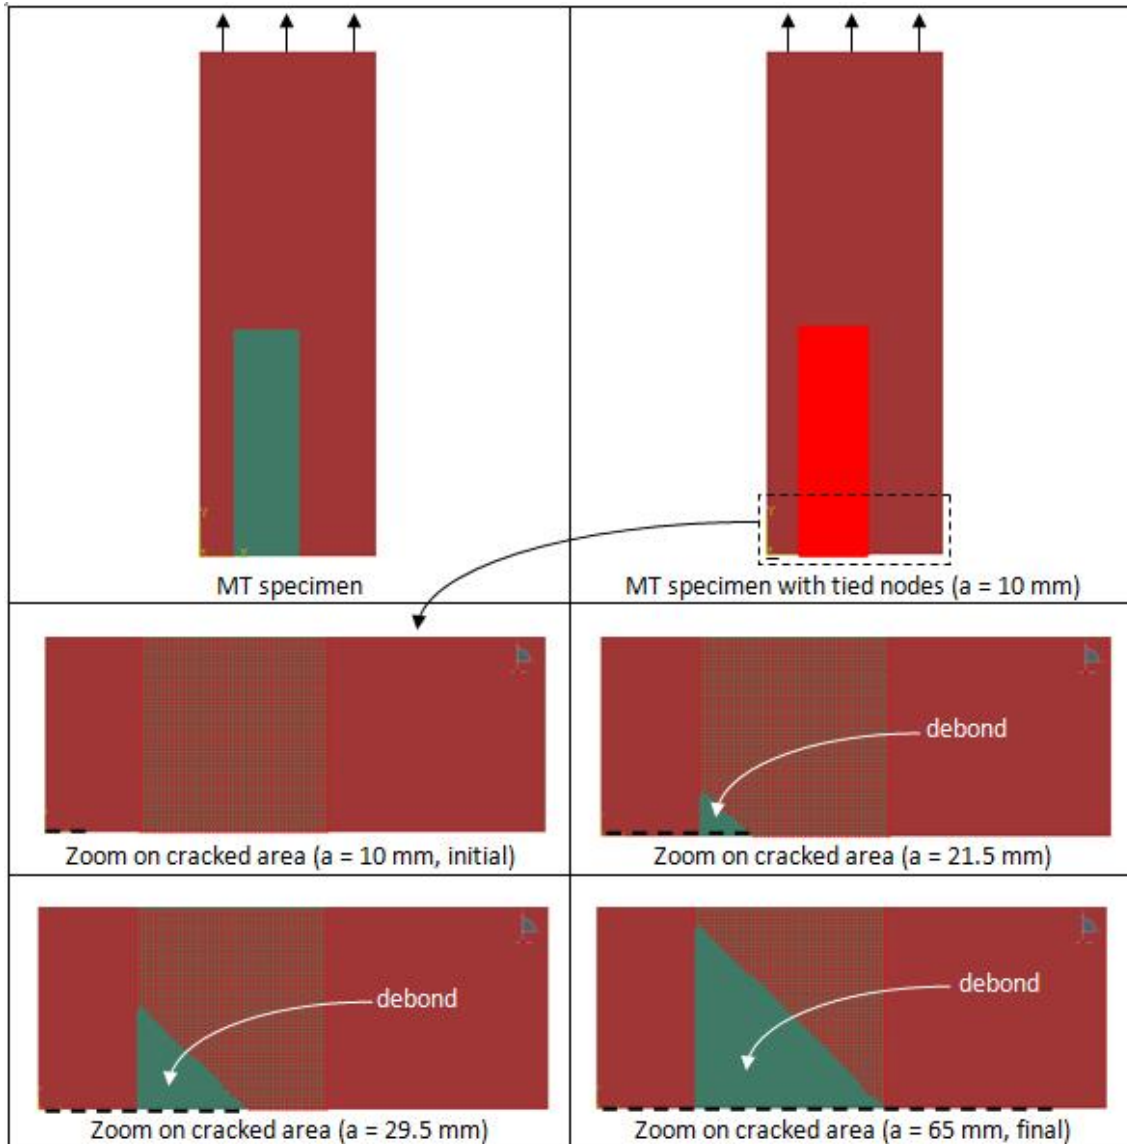 MT specimen
MT specimen with tied nodes (a = 10 mm)
Zoom on cracked area (a = 10 mm, initial)
debond
Zoom on cracked area (a = 21.5 mm)
debond
Zoom on cracked area (a = 29.5 mm)
debond
Zoom on cracked area (a = 65 mm, final)